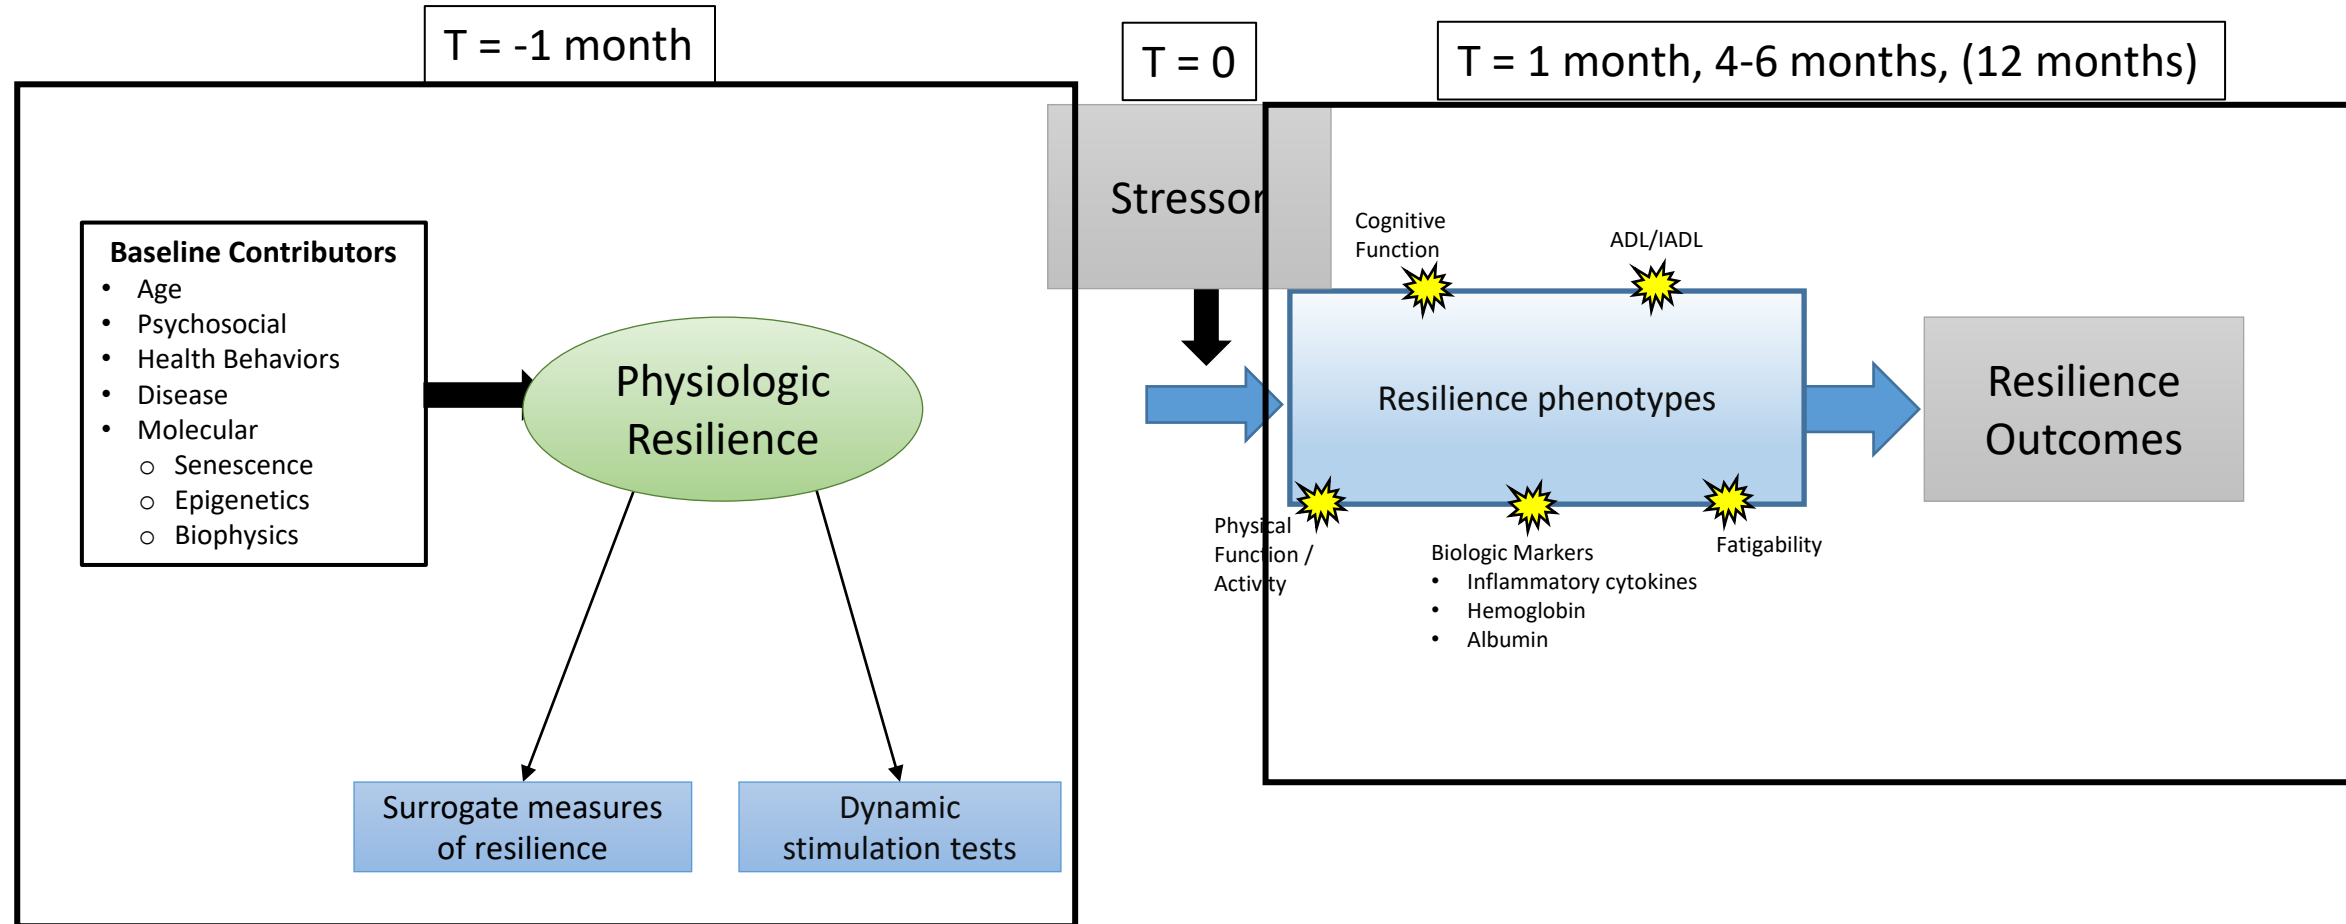 T = -1 month
T = 0
T = 1 month, 4-6 months, (12 months)
Baseline Contributors
• Age
• Psychosocial
• Health Behaviors
• Disease
• Molecular
o Senescence
o Epigenetics
o Biophysics
Physiologic
Resilience
Surrogate measures
of resilience
Dynamic
stimulation tests
Stressor
Cognitive
Function
ADL/IADL
Resilience phenotypes
Physical
Function /
Activity
Biologic Markers
• Inflammatory cytokines
• Hemoglobin
• Albumin
Fatigability
Resilience
Outcomes